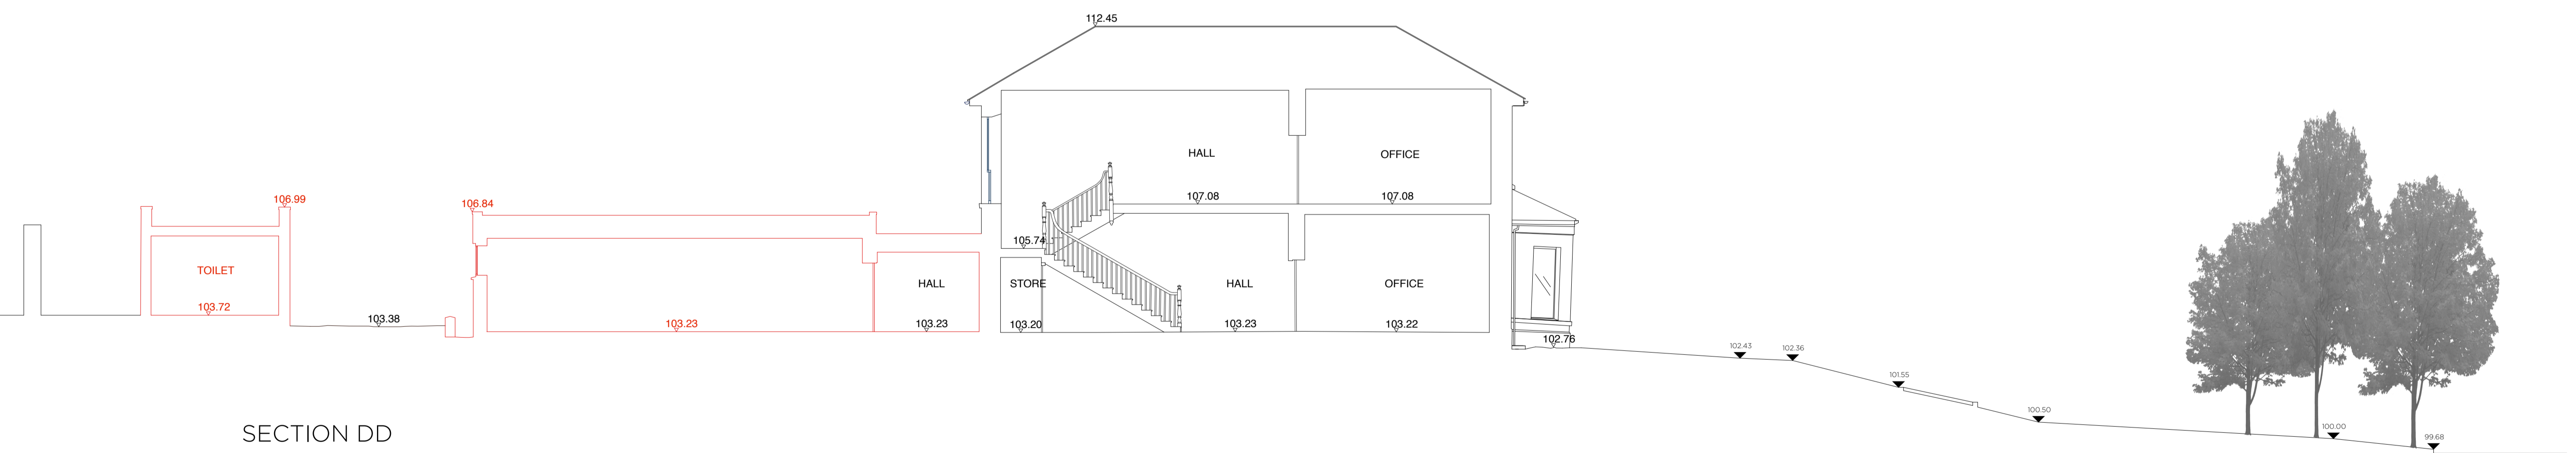 112.45
HALL
OFFICE
107.08
107.08
106.99
106.84
105.74
TOILET
HALL
STORE
HALL
OFFICE
103.72
103.38
103.23
103.23
103.20
103.23
103.22
102.76
102.43
102.36
101.55
100.50
100.00
99.68
SECTION DD